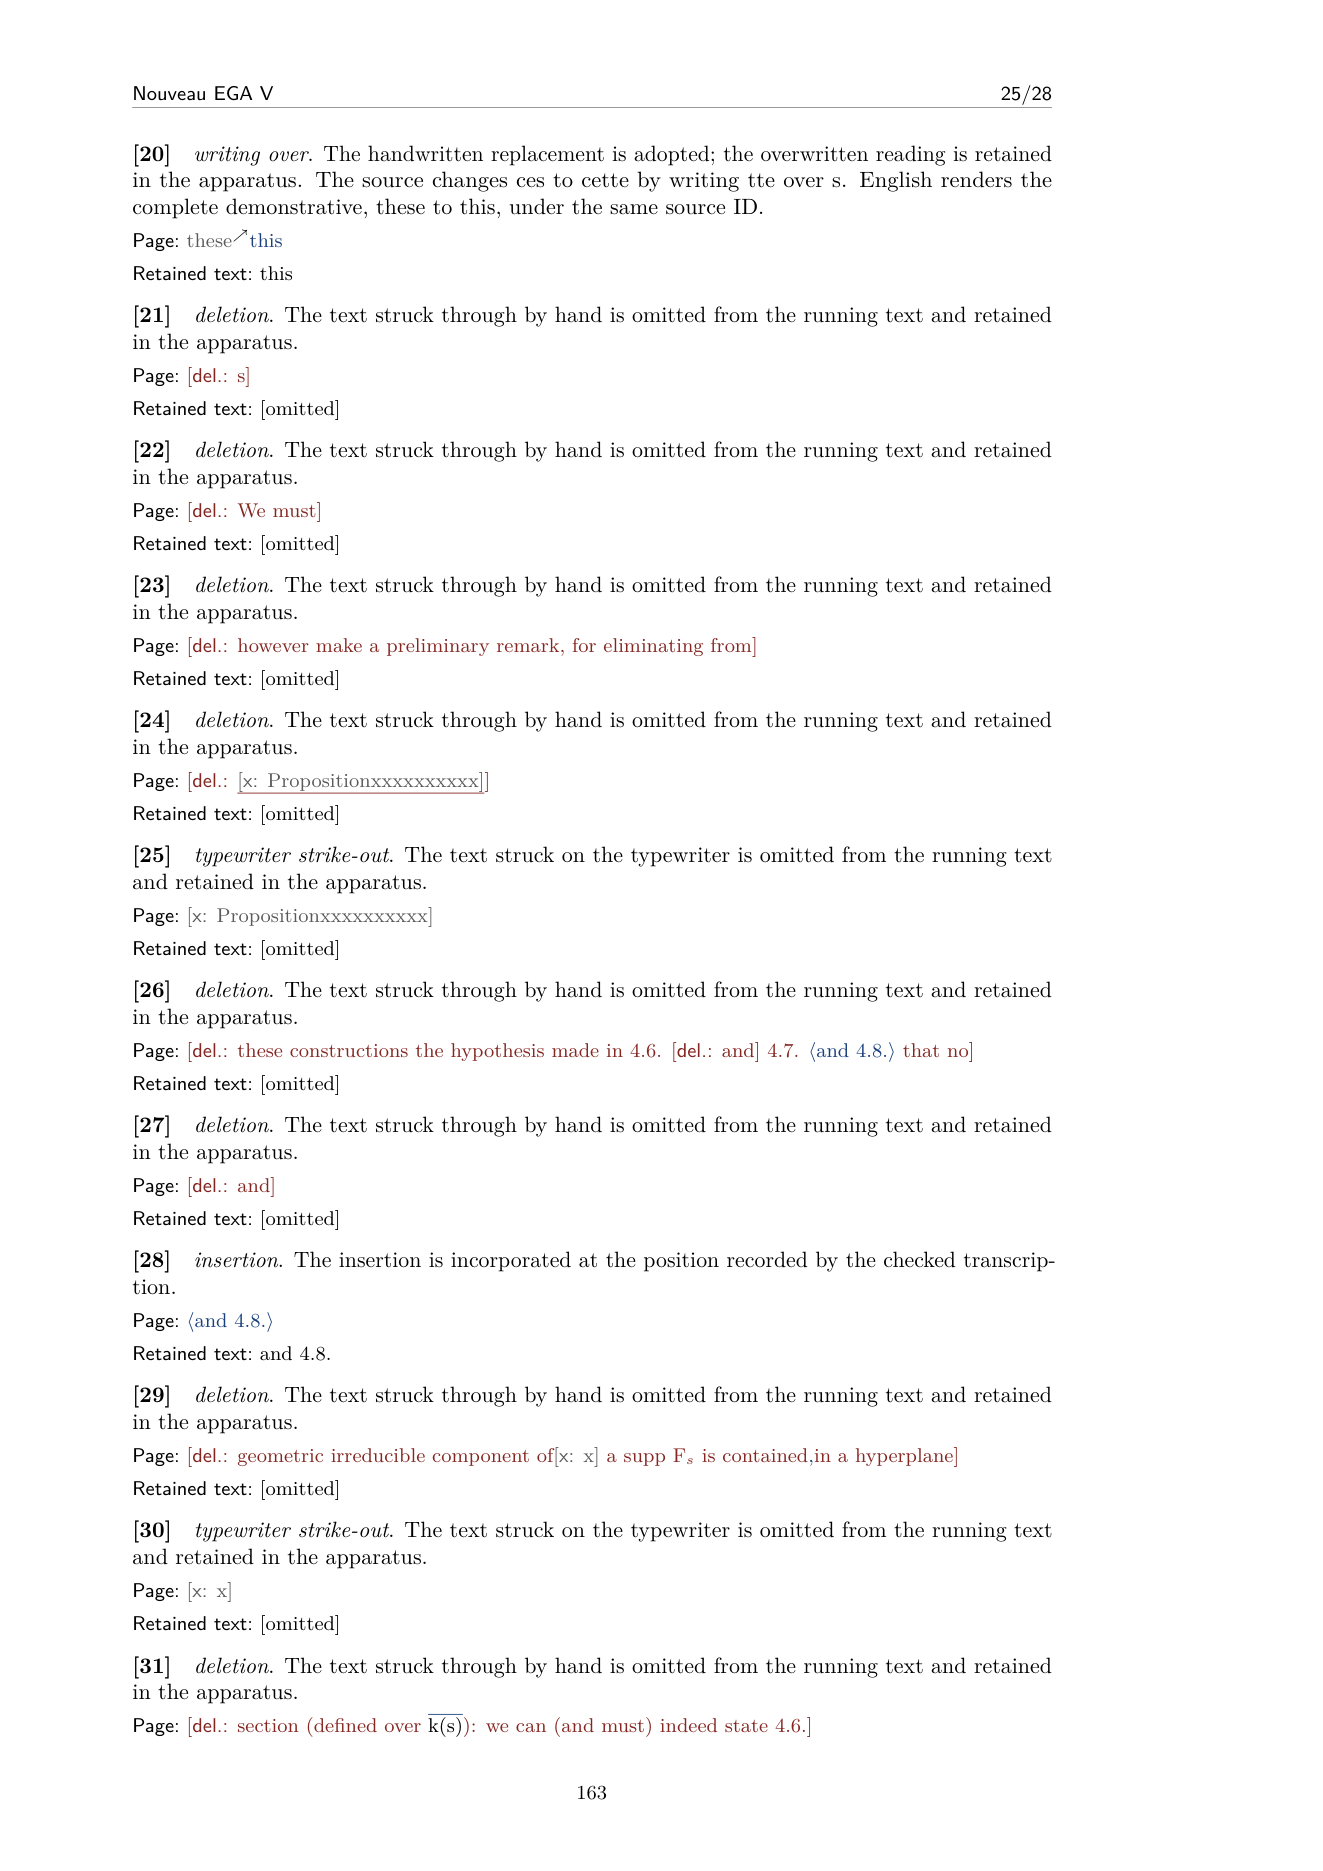 Nouveau EGA V 25/28
[20] writing over. The handwritten replacement is adopted; the overwritten reading is retained
in the apparatus. The source changes ces to cette by writing tte over s. English renders the
complete demonstrative, these to this, under the same source ID.
Page: these↗this
Retained text: this
[21] deletion. The text struck through by hand is omitted from the running text and retained
in the apparatus.
Page: [del.: s]
Retained text: [omitted]
[22] deletion. The text struck through by hand is omitted from the running text and retained
in the apparatus.
Page: [del.: We must]
Retained text: [omitted]
[23] deletion. The text struck through by hand is omitted from the running text and retained
in the apparatus.
Page: [del.: however make a preliminary remark, for eliminating from]
Retained text: [omitted]
[24] deletion. The text struck through by hand is omitted from the running text and retained
in the apparatus.
Page: [del.: [x: Propositionxxxxxxxxxx]]
Retained text: [omitted]
[25] typewriter strike-out. The text struck on the typewriter is omitted from the running text
and retained in the apparatus.
Page: [x: Propositionxxxxxxxxxx]
Retained text: [omitted]
[26] deletion. The text struck through by hand is omitted from the running text and retained
in the apparatus.
Page: [del.: these constructions the hypothesis made in 4.6. [del.: and] 4.7. ⟨and 4.8.⟩ that no]
Retained text: [omitted]
[27] deletion. The text struck through by hand is omitted from the running text and retained
in the apparatus.
Page: [del.: and]
Retained text: [omitted]
[28] insertion. The insertion is incorporated at the position recorded by the checked transcrip-
tion.
Page: ⟨and 4.8.⟩
Retained text: and 4.8.
[29] deletion. The text struck through by hand is omitted from the running text and retained
in the apparatus.
Page: [del.: geometric irreducible component of[x: x] a supp Fₛ is contained,in a hyperplane]
Retained text: [omitted]
[30] typewriter strike-out. The text struck on the typewriter is omitted from the running text
and retained in the apparatus.
Page: [x: x]
Retained text: [omitted]
[31] deletion. The text struck through by hand is omitted from the running text and retained
in the apparatus.
Page: [del.: section (defined over k̅(̅s̅)̅): we can (and must) indeed state 4.6.]
163